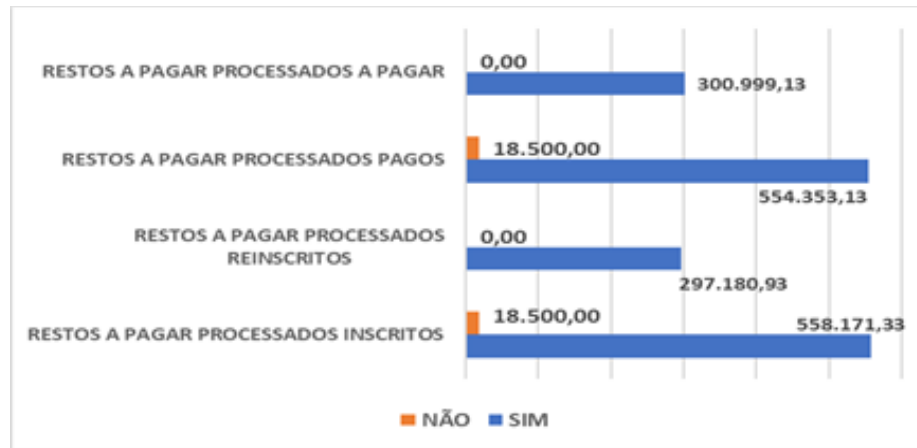 RESTOS A PAGAR PROCESSADOS A PAGAR
0,00
300.999,13
RESTOS A PAGAR PROCESSADOS PAGOS
18.500,00
554.353,13
RESTOS A PAGAR PROCESSADOS
REINSCRITOS
0,00
297.180,93
RESTOS A PAGAR PROCESSADOS INSCRITOS
18.500,00
558.171,33
NÃO
SIM